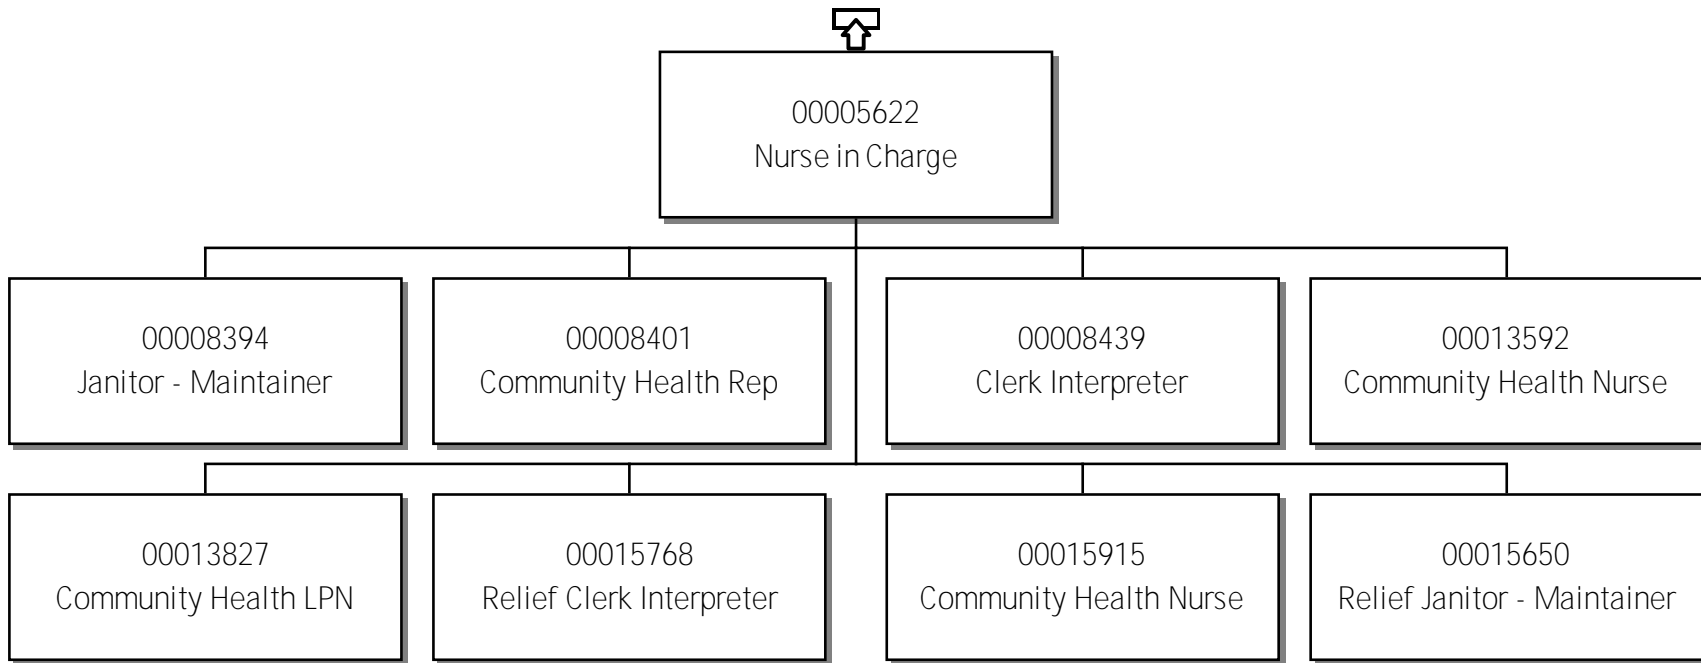 00005622
Nurse in Charge
00008394
Janitor - Maintainer
00008401
Community Health Rep
00008439
Clerk Interpreter
00013592
Community Health Nurse
00013827
Community Health LPN
00015768
Relief Clerk Interpreter
00015915
Community Health Nurse
00015650
Relief Janitor - Maintainer